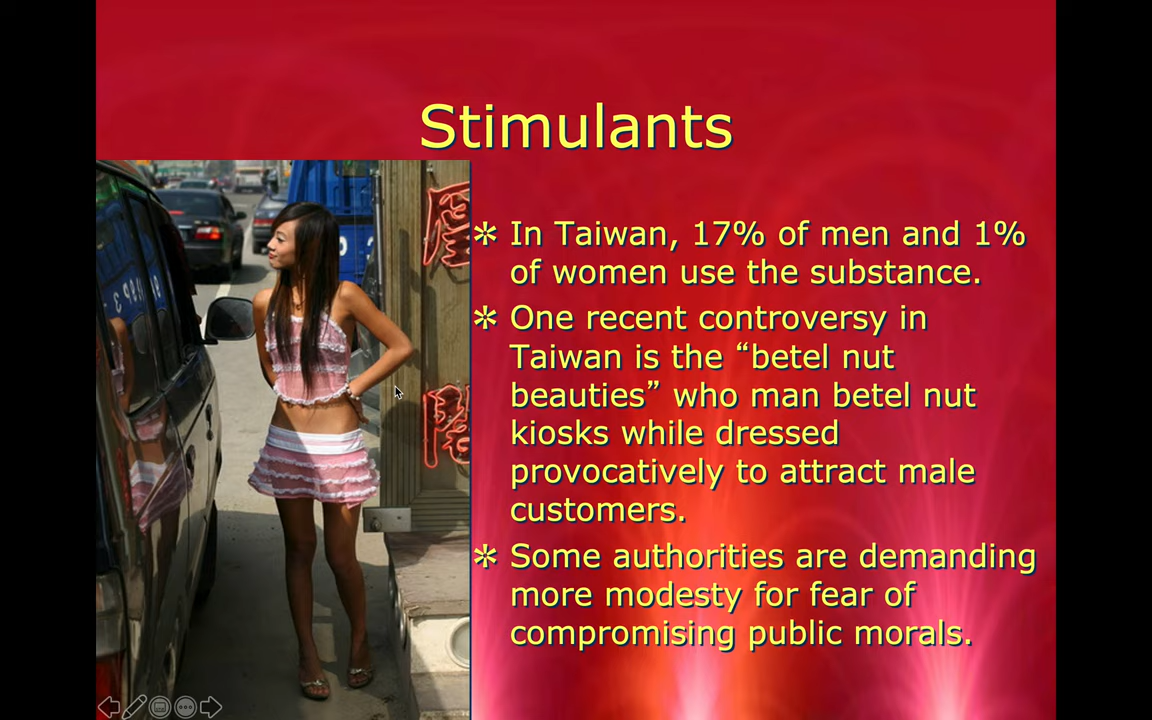 Stimulants
* In Taiwan, 17% of men and 1%
of women use the substance.
* One recent controversy in
Taiwan is the “betel nut
beauties” who man betel nut
kiosks while dressed
provocatively to attract male
customers.
* Some authorities are demanding
more modesty for fear of
compromising public morals.